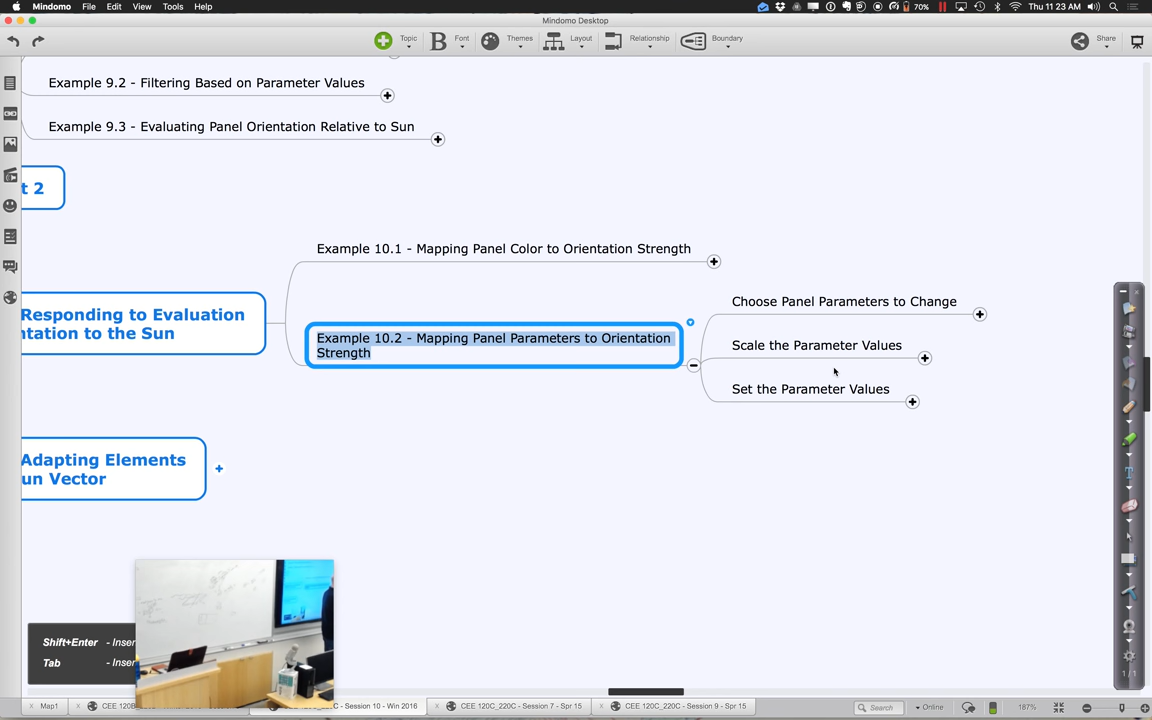 Mindomo File Edit View Tools Help
70% Thu 11 23 AM
Mindomo Desktop
Topic Font Themes Layout Relationship Boundary Share
Example 9.2 - Filtering Based on Parameter Values
Example 9.3 - Evaluating Panel Orientation Relative to Sun
t 2
Example 10.1 - Mapping Panel Color to Orientation Strength
Responding to Evaluation
ntation to the Sun
Example 10.2 - Mapping Panel Parameters to Orientation
Strength
Choose Panel Parameters to Change
Scale the Parameter Values
Set the Parameter Values
Adapting Elements
un Vector
Shift+Enter - Inser
Tab - Inser
1 / 1
Map1 CEE 120B C - Session 10 - Win 2016 CEE 120C_220C - Session 7 - Spr 15 CEE 120C_220C - Session 9 - Spr 15 Search Online 187%